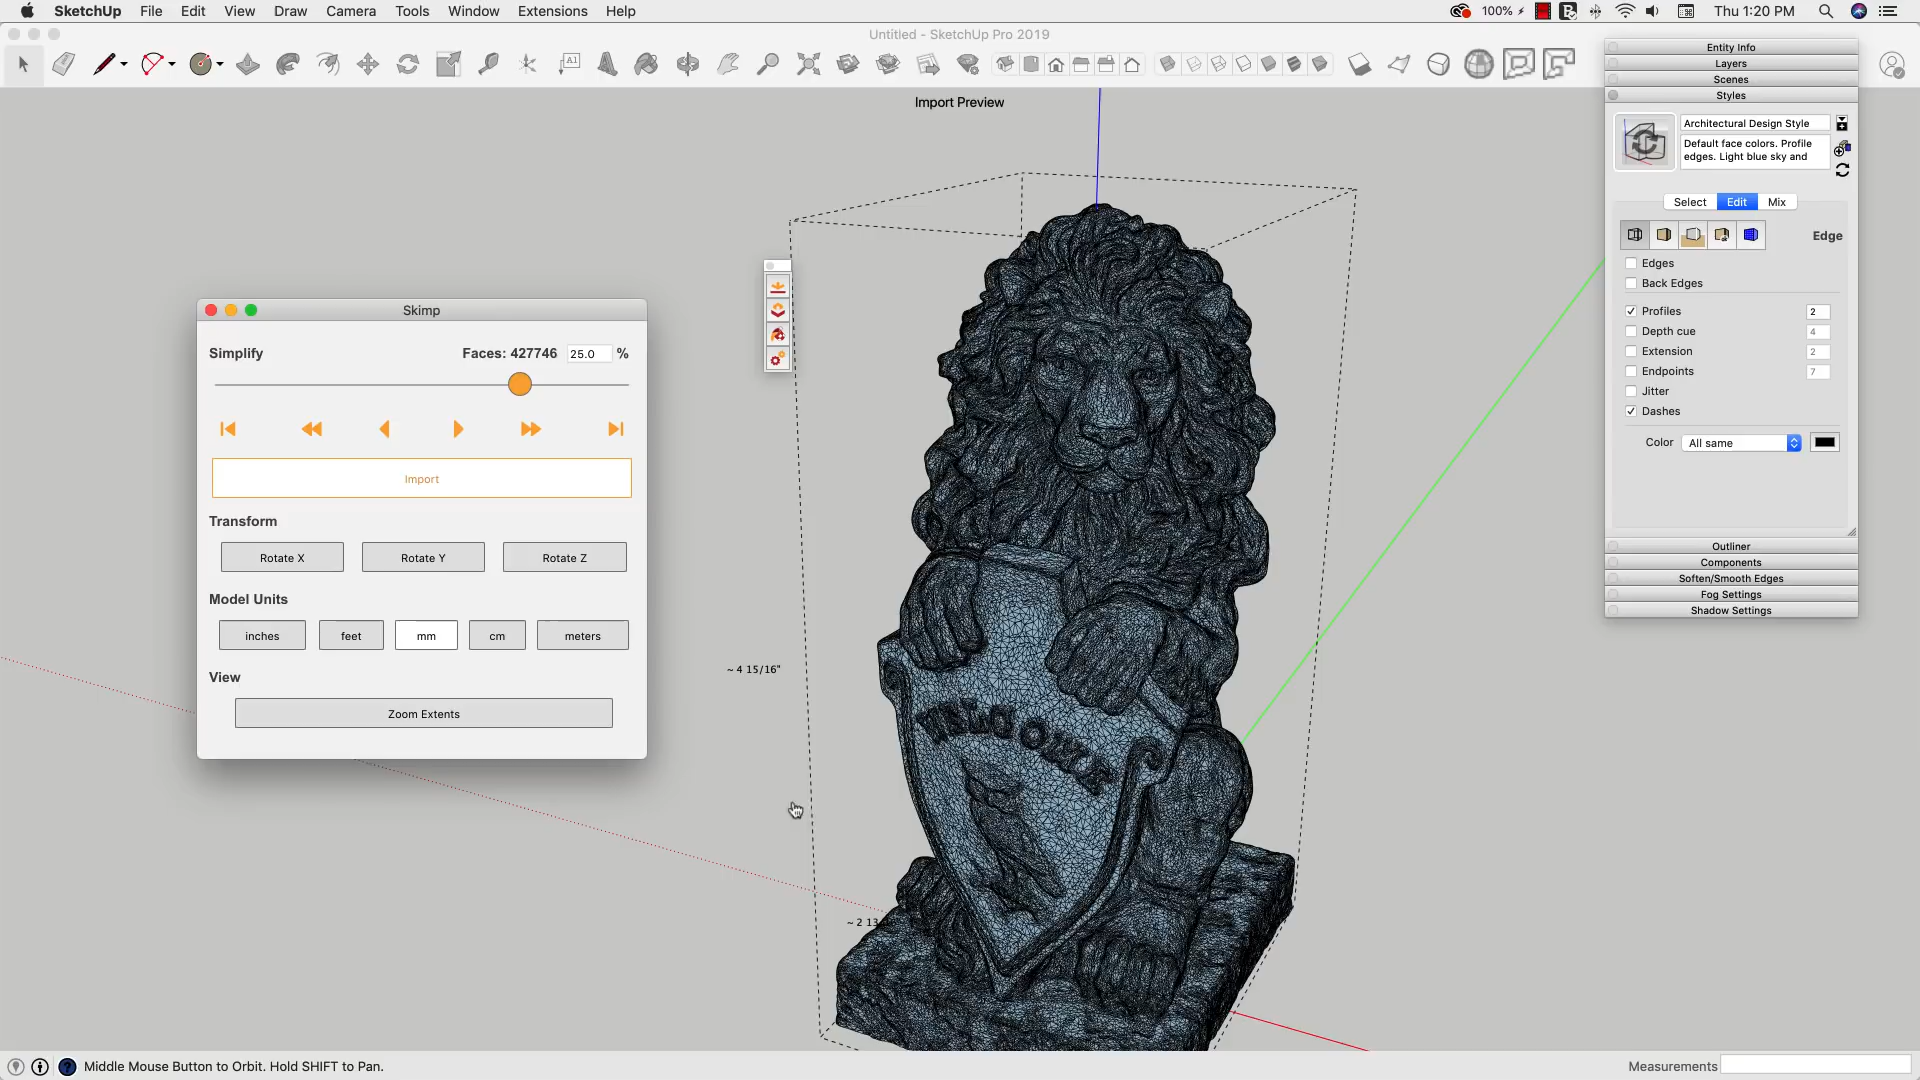 SketchUp File Edit View Draw Camera Tools Window Extensions Help
100% Thu 1:20 PM
Untitled - SketchUp Pro 2019
A1
Import Preview
Skimp
Simplify Faces: 427746 25.0 %
Import
Transform
Rotate X Rotate Y Rotate Z
Model Units
inches feet mm cm meters
View
Zoom Extents
~ 4 15/16"
~ 2 13
WELCOME
Entity Info
Layers
Scenes
Styles
Architectural Design Style
Default face colors. Profile
edges. Light blue sky and
Select Edit Mix
Edge
Edges
Back Edges
Profiles 2
Depth cue 4
Extension 2
Endpoints 7
Jitter
Dashes
Color All same
Outliner
Components
Soften/Smooth Edges
Fog Settings
Shadow Settings
Middle Mouse Button to Orbit. Hold SHIFT to Pan.
Measurements